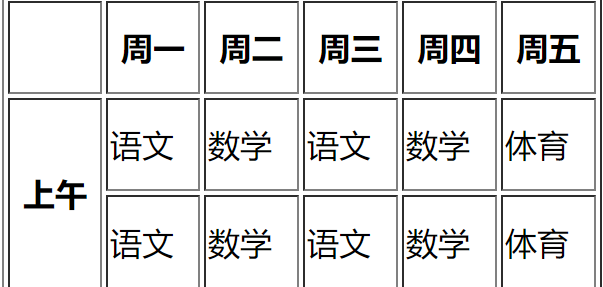 周一 周二 周三 周四 周五
上午 语文 数学 语文 数学 体育
语文 数学 语文 数学 体育